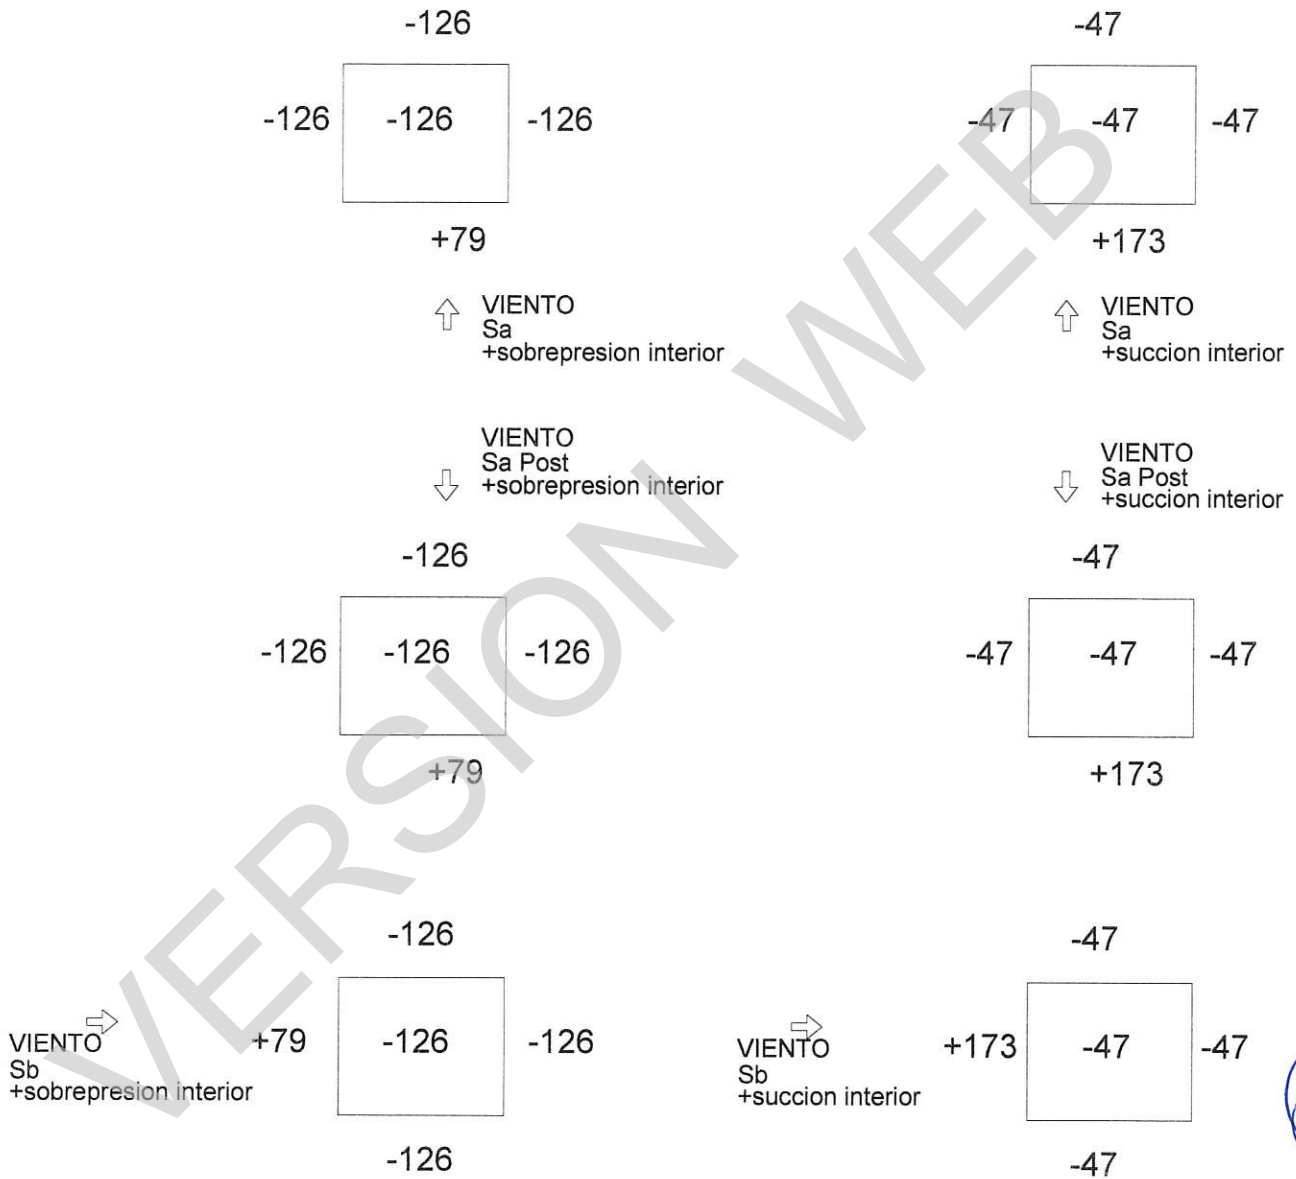 -126
-126 -126 -126
+79
VIENTO
Sa
+sobrepresion interior
-47
-47 -47 -47
+173
VIENTO
Sa
+succion interior
VIENTO
Sa Post
+sobrepresion interior
-126
-126 -126 -126
+79
VIENTO
Sa Post
+succion interior
-47
-47 -47 -47
+173
-126
VIENTO
Sb
+sobrepresion interior
+79 -126 -126
-126
-47
VIENTO
Sb
+succion interior
+173 -47 -47
-47
VERSION WEB